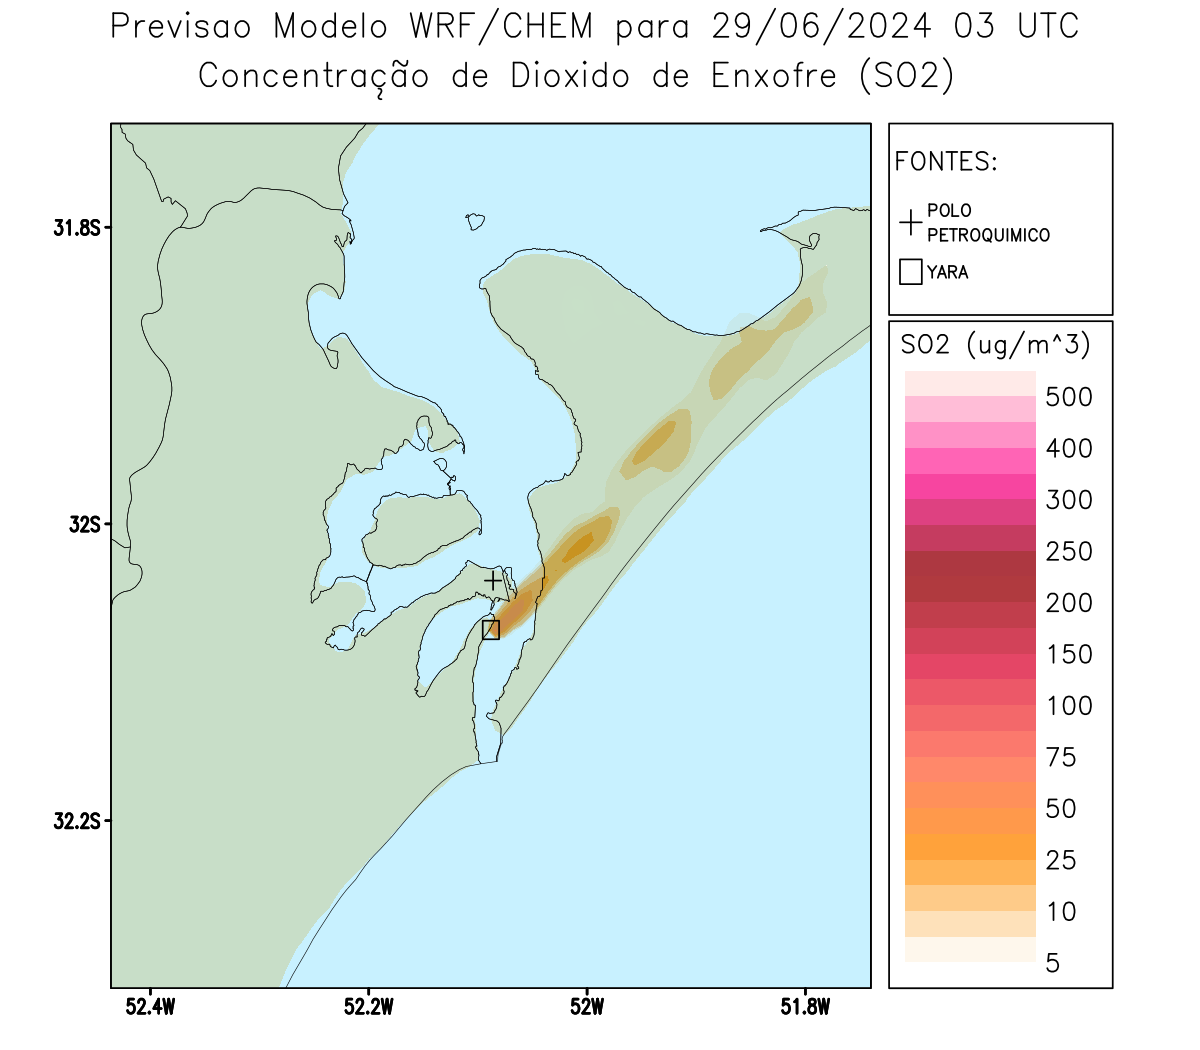 Previsao Modelo WRF/CHEM para 29/06/2024 03 UTC
Concentração de Dioxido de Enxofre (SO2)
FONTES:
POLO
PETROQUIMICO
YARA
SO2 (ug/m^3)
500
400
300
250
200
150
100
75
50
25
10
5
31.8S
32S
32.2S
52.4W
52.2W
52W
51.8W